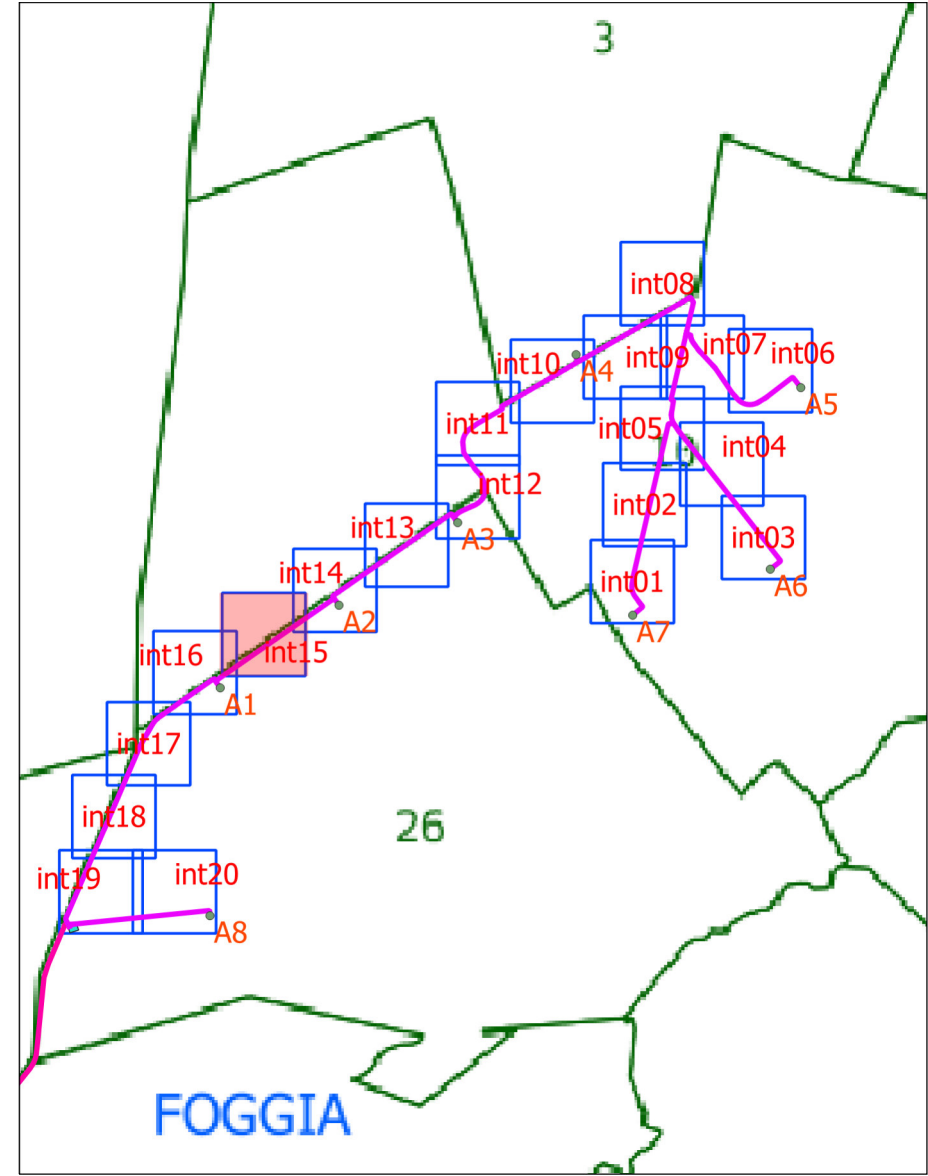 3
int08
int07
int09
int06
int10
A4
A5
int11
int05
int04
int12
int02
int13
int03
A3
int14
int01
A6
A2
A7
int15
int16
A1
int17
int18
26
int19
int20
A8
FOGGIA